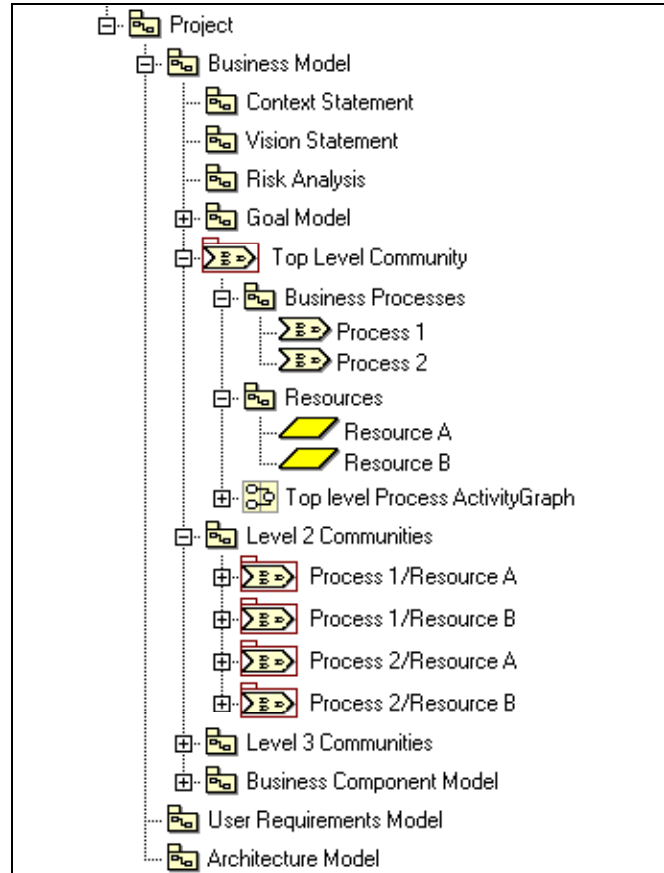 Project
Business Model
Context Statement
Vision Statement
Risk Analysis
Goal Model
Top Level Community
Business Processes
Process 1
Process 2
Resources
Resource A
Resource B
Top level Process ActivityGraph
Level 2 Communities
Process 1/Resource A
Process 1/Resource B
Process 2/Resource A
Process 2/Resource B
Level 3 Communities
Business Component Model
User Requirements Model
Architecture Model